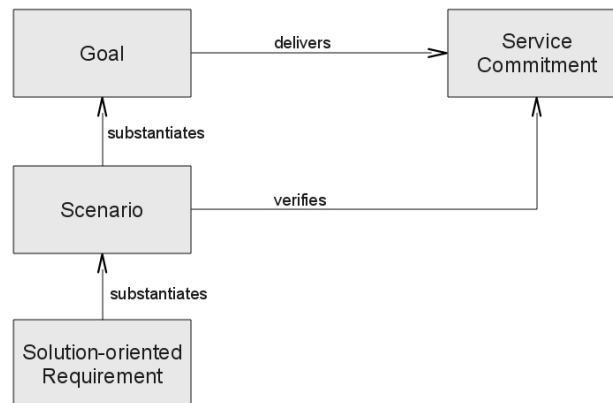 Goal
delivers
Service
Commitment
substantiates
Scenario
verifies
substantiates
Solution-oriented
Requirement